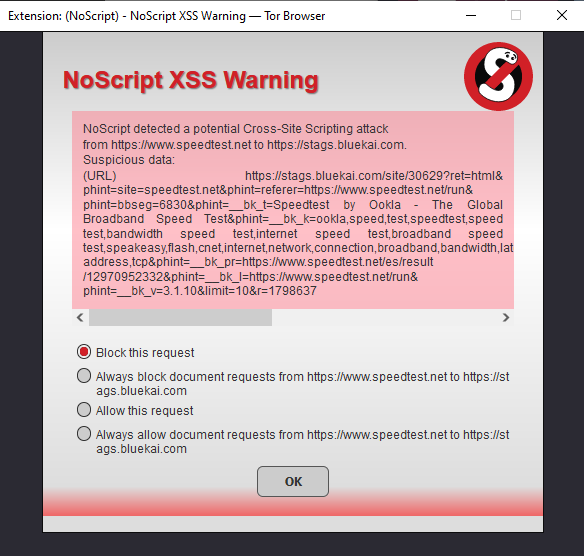 Extension: (NoScript) - NoScript XSS Warning — Tor Browser
NoScript XSS Warning
NoScript detected a potential Cross-Site Scripting attack
from https://www.speedtest.net to https://stags.bluekai.com.
Suspicious data:
(URL) https://stags.bluekai.com/site/30629?ret=html&
phint=site=speedtest.net&phint=referer=https://www.speedtest.net/run&
phint=bbseg=6830&phint=__bk_t=Speedtest by Ookla - The Global
Broadband Speed Test&phint=__bk_k=ookla,speed,test,speedtest,speed
test,bandwidth speed test,internet speed test,broadband speed
test,speakeasy,flash,cnet,internet,network,connection,broadband,bandwidth,lat
address,tcp&phint=__bk_pr=https://www.speedtest.net/es/result
/12970952332&phint=__bk_l=https://www.speedtest.net/run&
phint=__bk_v=3.1.10&limit=10&r=1798637
Block this request
Always block document requests from https://www.speedtest.net to https://st
ags.bluekai.com
Allow this request
Always allow document requests from https://www.speedtest.net to https://st
ags.bluekai.com
OK